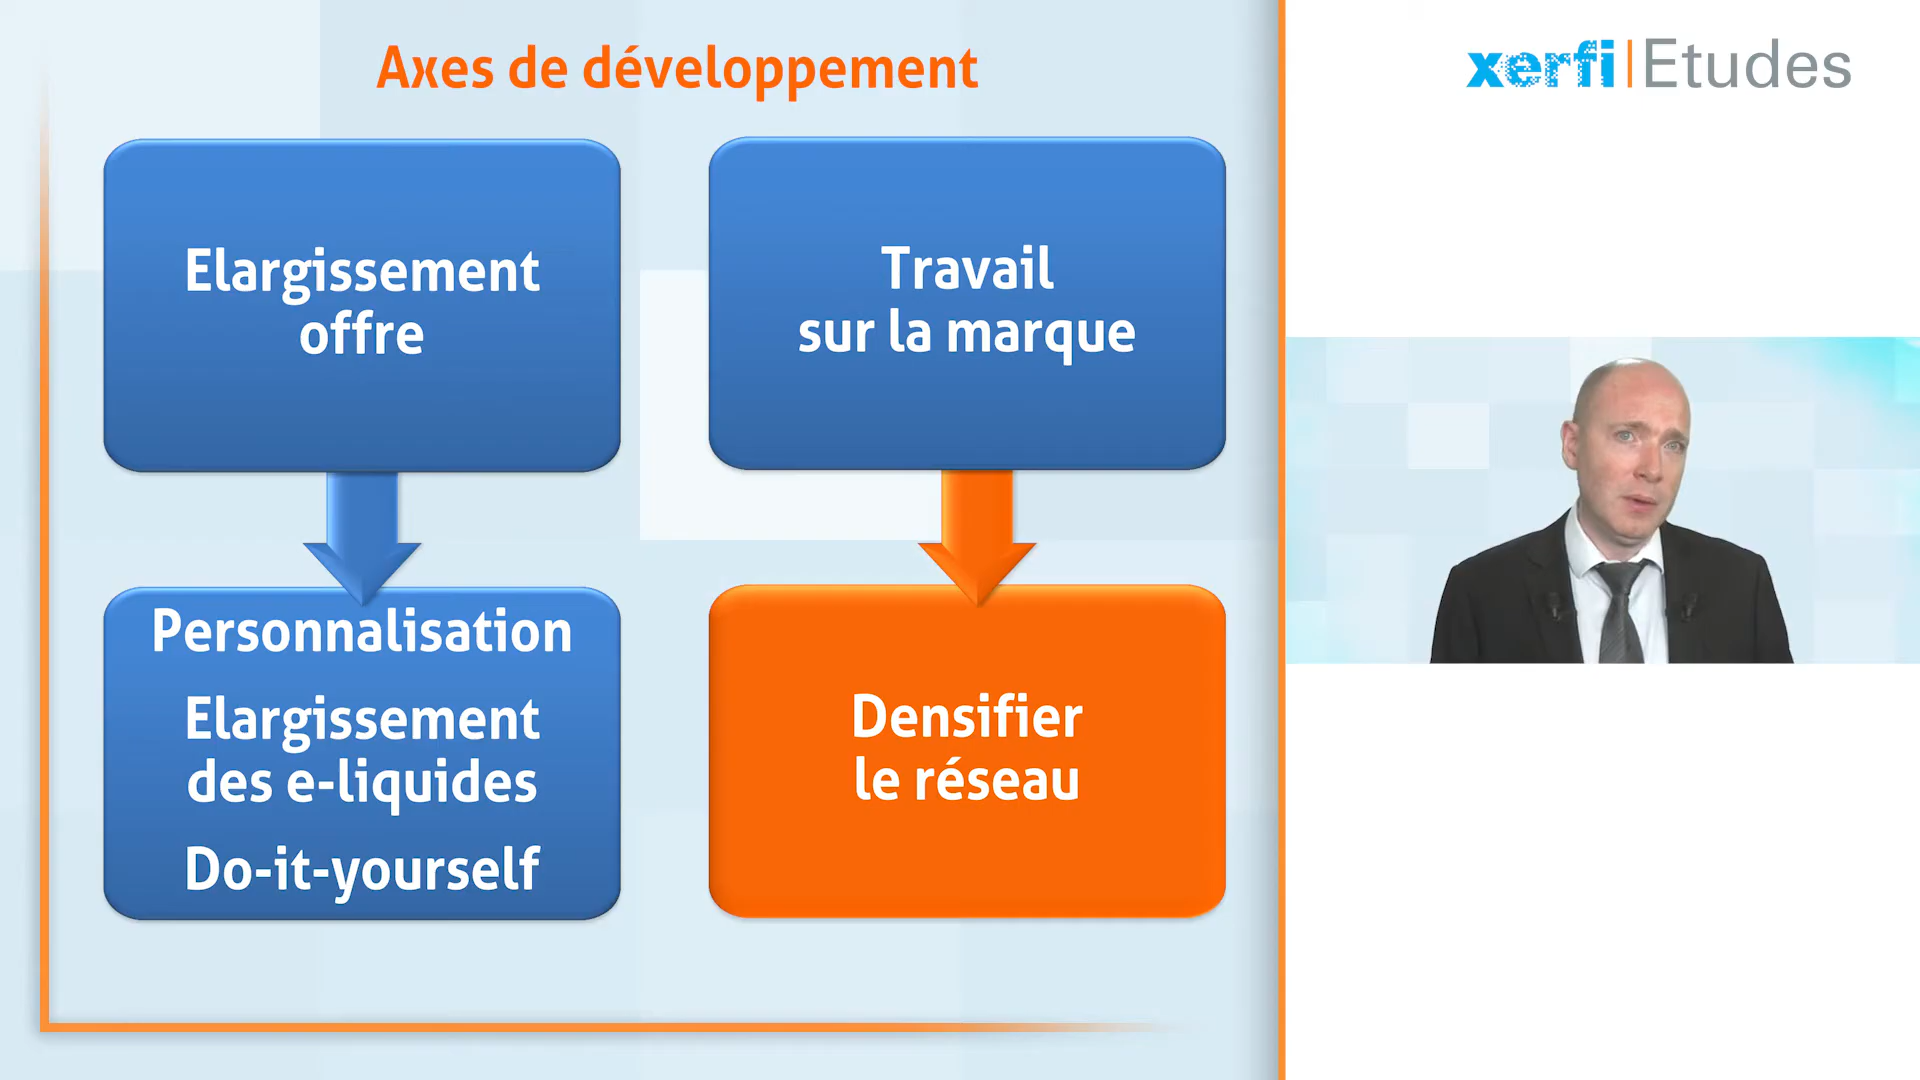 Axes de développement
xerfi Etudes
Elargissement
offre
Travail
sur la marque
Personnalisation
Elargissement
des e-liquides
Do-it-yourself
Densifier
le réseau